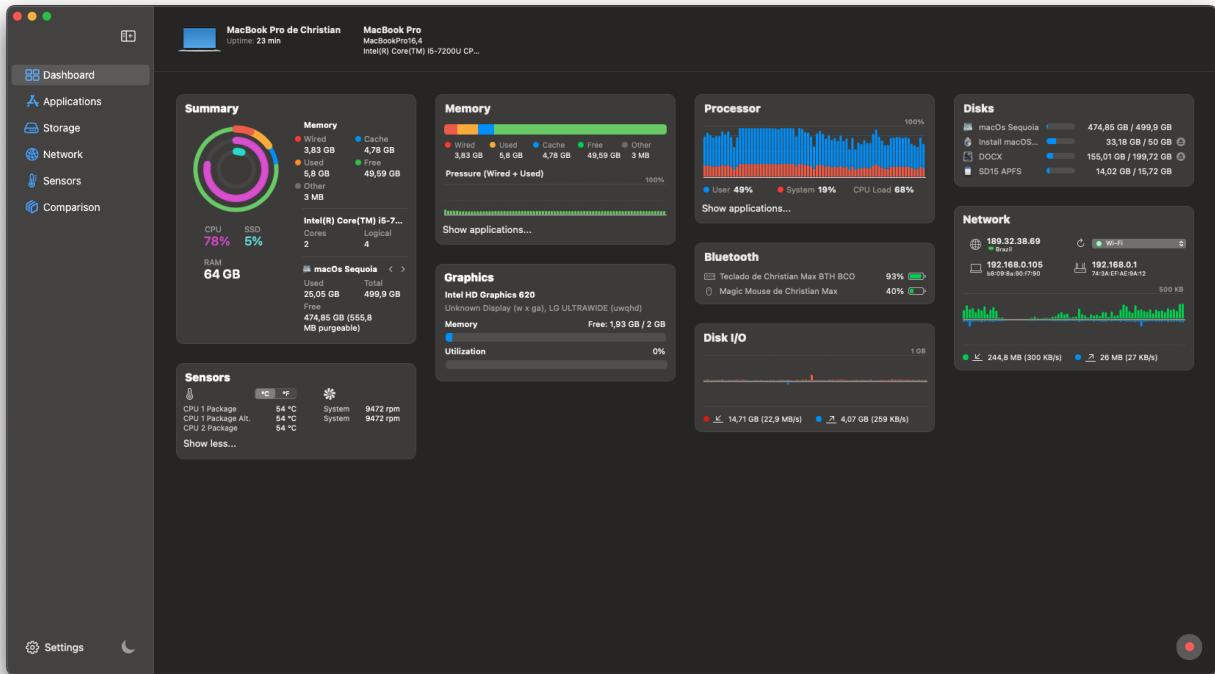 MacBook Pro de Christian
Uptime: 23 min
MacBook Pro
MacBookPro16,4
Intel(R) Core(TM) i5-7200U CP...
Dashboard
Applications
Storage
Network
Sensors
Comparison
Settings
Summary
CPU
78%
SSD
5%
RAM
64 GB
Memory
Wired
3,83 GB
Cache
4,78 GB
Used
5,8 GB
Free
49,59 GB
Other
3 MB
Intel(R) Core(TM) i5-7...
Cores
2
Logical
4
macOs Sequoia
Used
25,05 GB
Total
499,9 GB
Free
474,85 GB (555,8
MB purgeable)
Sensors
°C °F
CPU 1 Package 54 °C
CPU 1 Package Alt. 54 °C
CPU 2 Package 54 °C
System 9472 rpm
System 9472 rpm
Show less...
Memory
Wired Used Cache Free Other
3,83 GB 5,8 GB 4,78 GB 49,59 GB 3 MB
Pressure (Wired + Used)
100%
Show applications...
Graphics
Intel HD Graphics 620
Unknown Display (w x ga), LG ULTRAWIDE (uwqhd)
Memory Free: 1,93 GB / 2 GB
Utilization 0%
Processor
100%
User 49% System 19% CPU Load 68%
Show applications...
Bluetooth
Teclado de Christian Max BTH BCO 93%
Magic Mouse de Christian Max 40%
Disk I/O
1 GB
14,71 GB (22,9 MB/s) 4,07 GB (259 KB/s)
Disks
macOs Sequoia 474,85 GB / 499,9 GB
Install macOS... 33,18 GB / 50 GB
DOCX 155,01 GB / 199,72 GB
SD15 APFS 14,02 GB / 15,72 GB
Network
189.32.38.69
Brazil
Wi-Fi
192.168.0.105
b6:09:8a:90:f7:90
192.168.0.1
74:3A:EF:AE:9A:12
500 KB
244,8 MB (300 KB/s) 26 MB (27 KB/s)